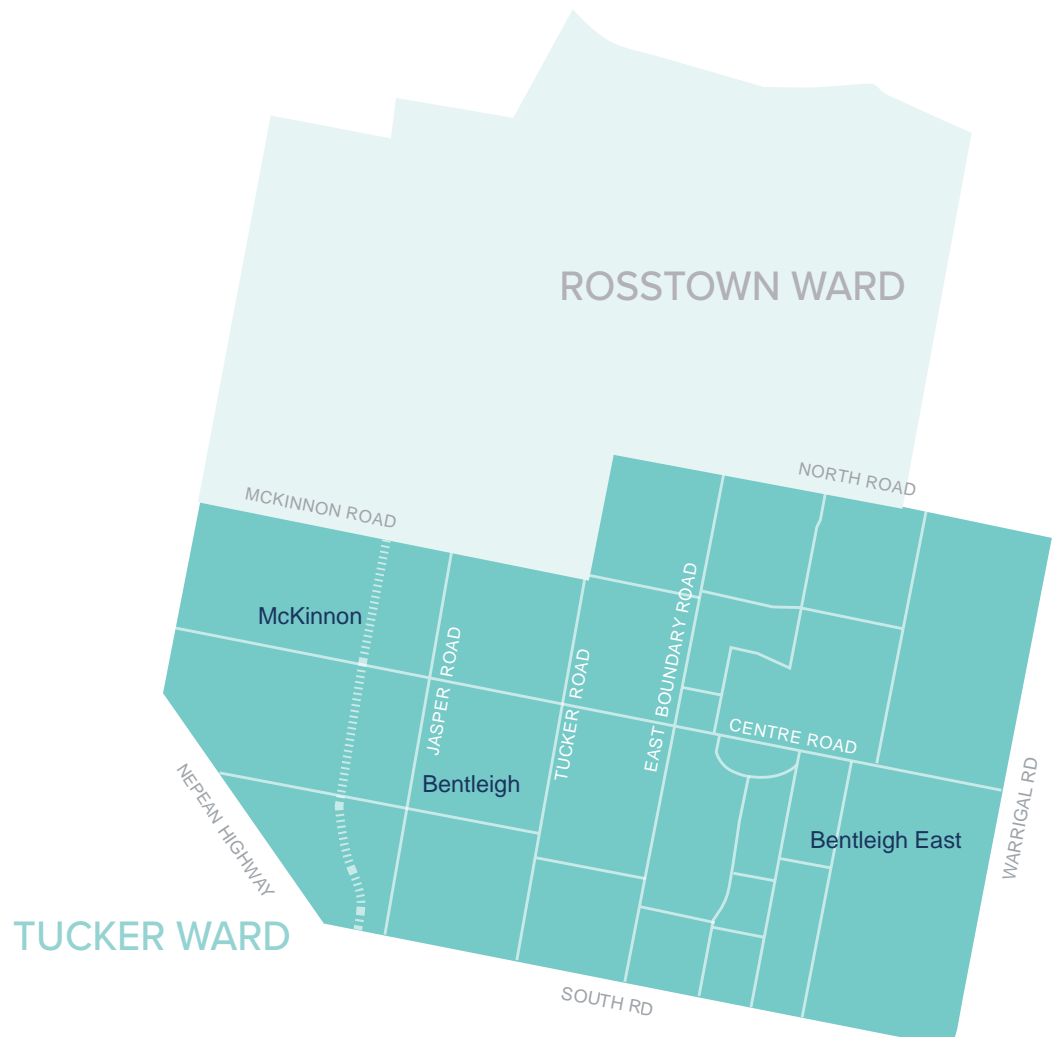 ROSSTOWN WARD
NORTH ROAD
MCKINNON ROAD
McKinnon
JASPER ROAD
TUCKER ROAD
EAST BOUNDARY ROAD
CENTRE ROAD
NEPEAN HIGHWAY
Bentleigh
Bentleigh East
WARRIGAL RD
TUCKER WARD
SOUTH RD